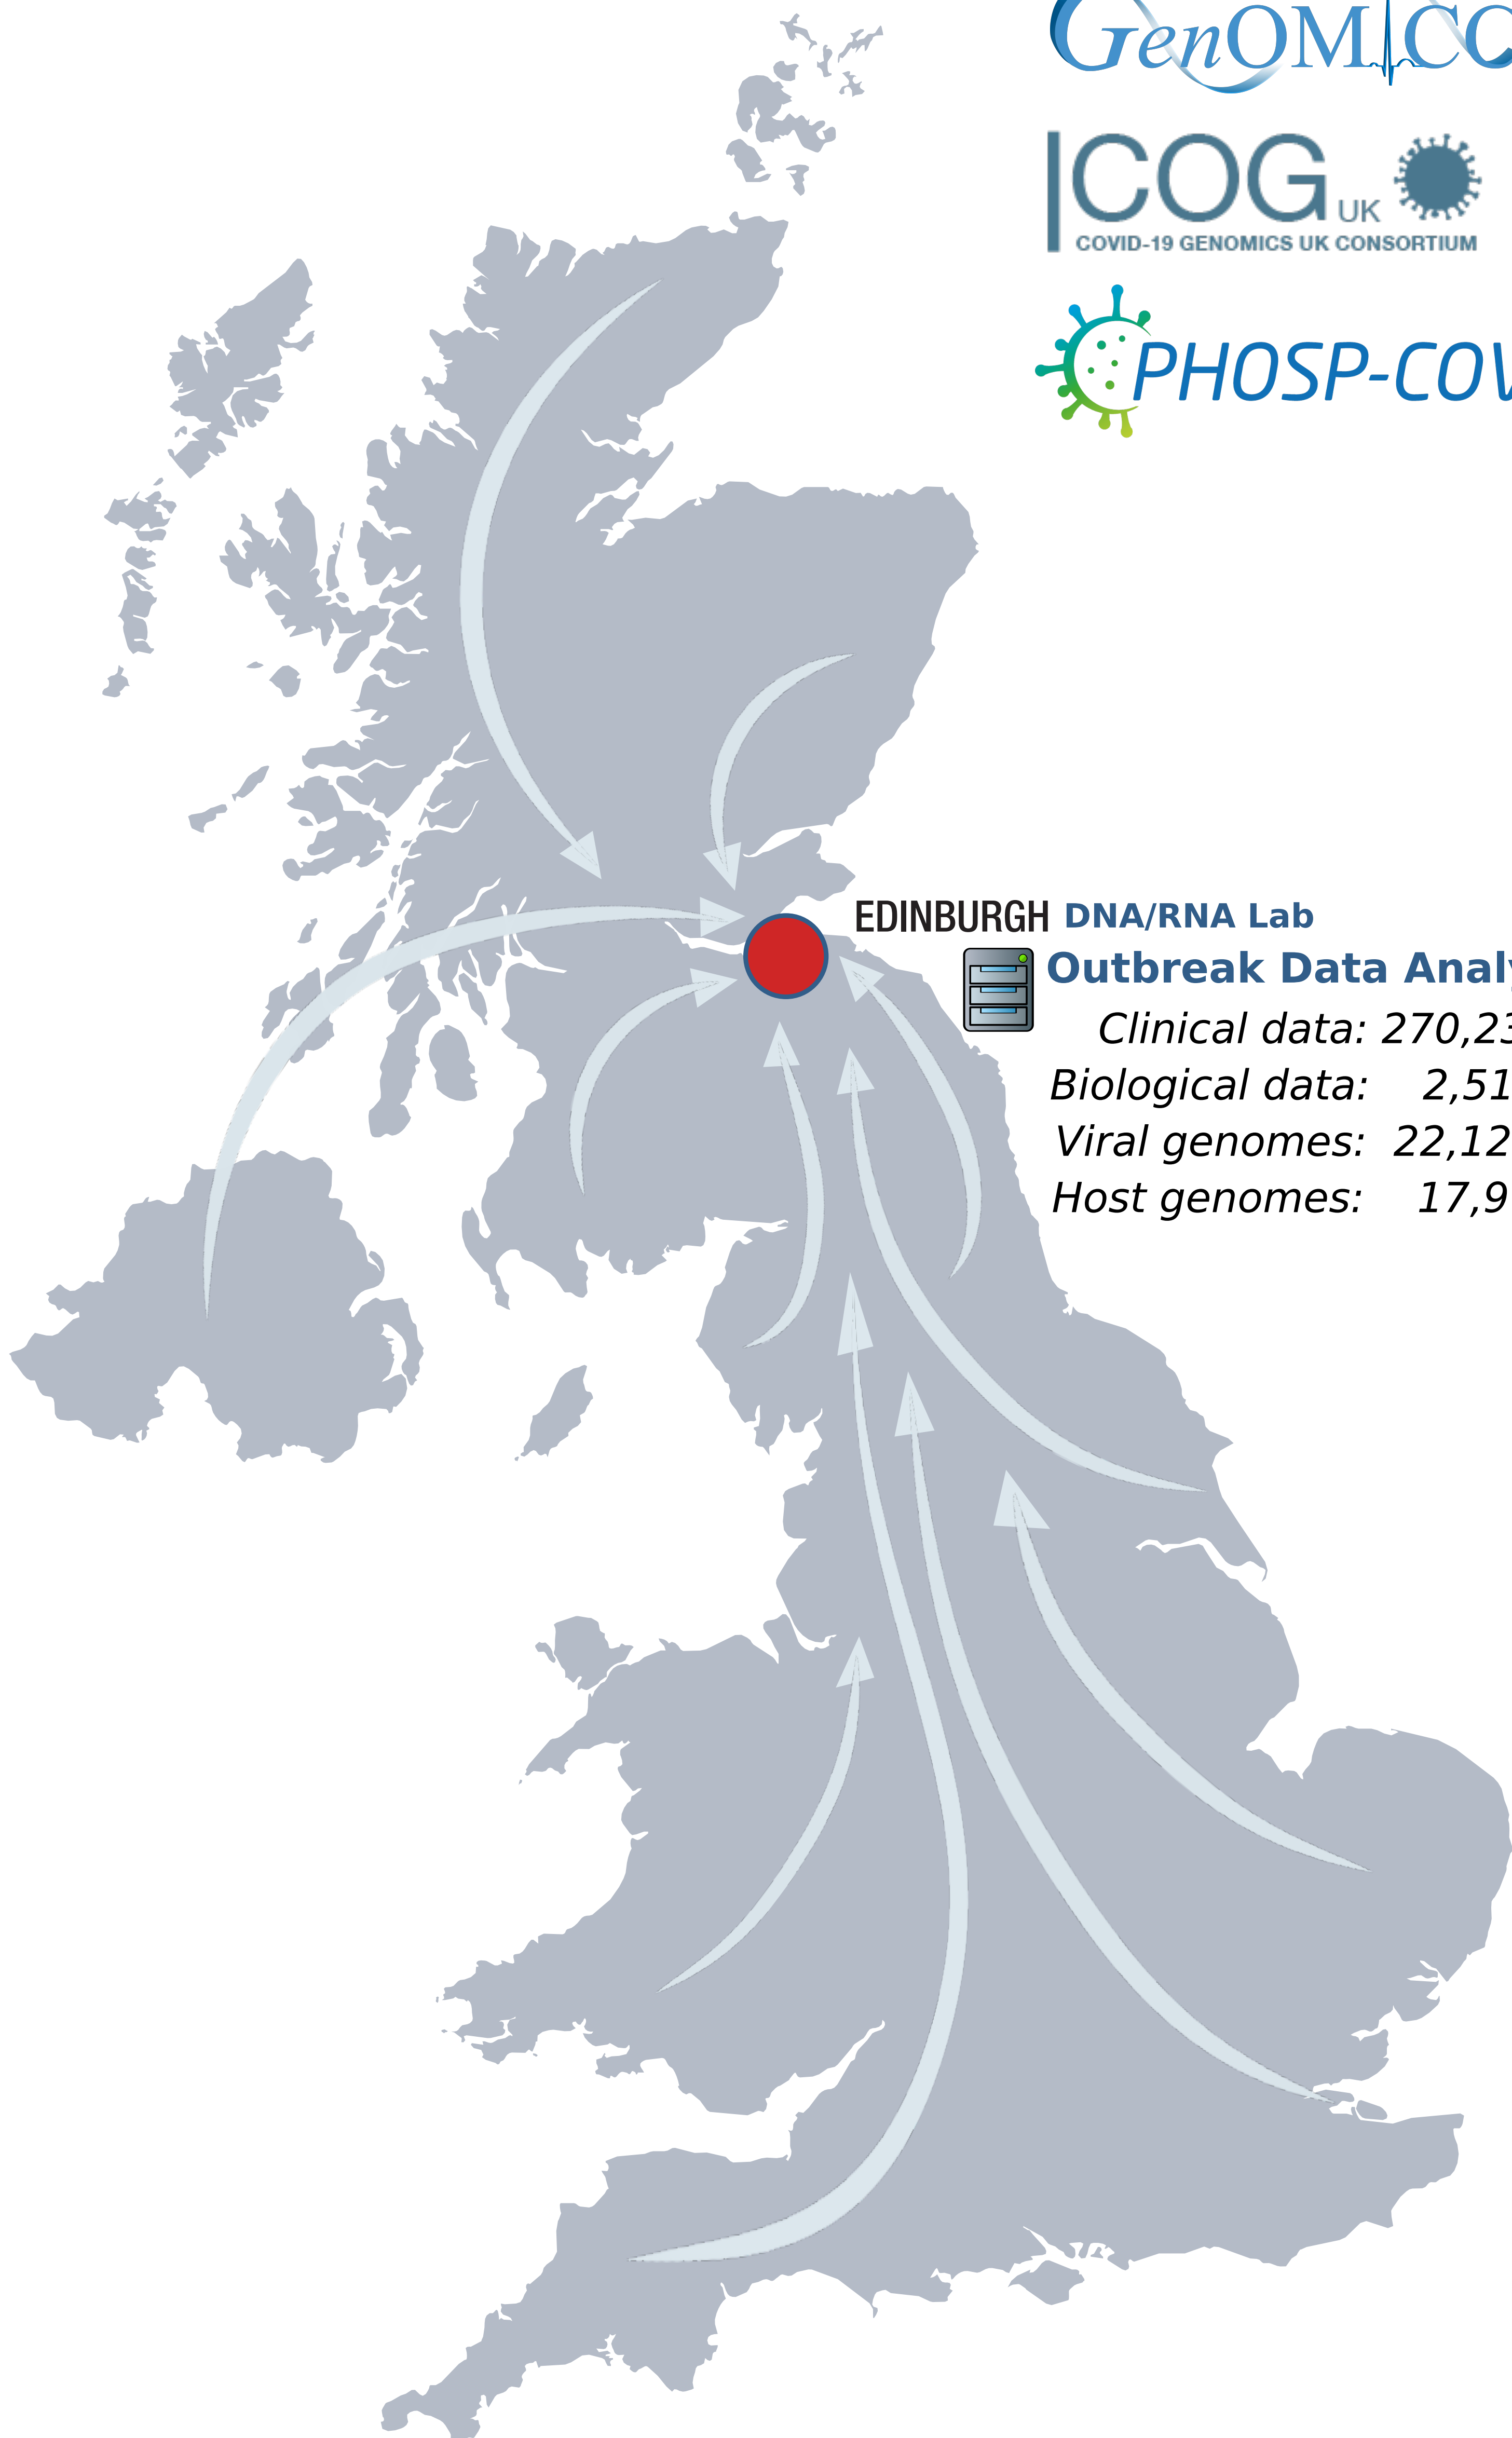 GenOMICC
COG UK
COVID-19 GENOMICS UK CONSORTIUM
PHOSP-COV
EDINBURGH DNA/RNA Lab
Outbreak Data Analy
Clinical data: 270,23
Biological data: 2,51
Viral genomes: 22,12
Host genomes: 17,9